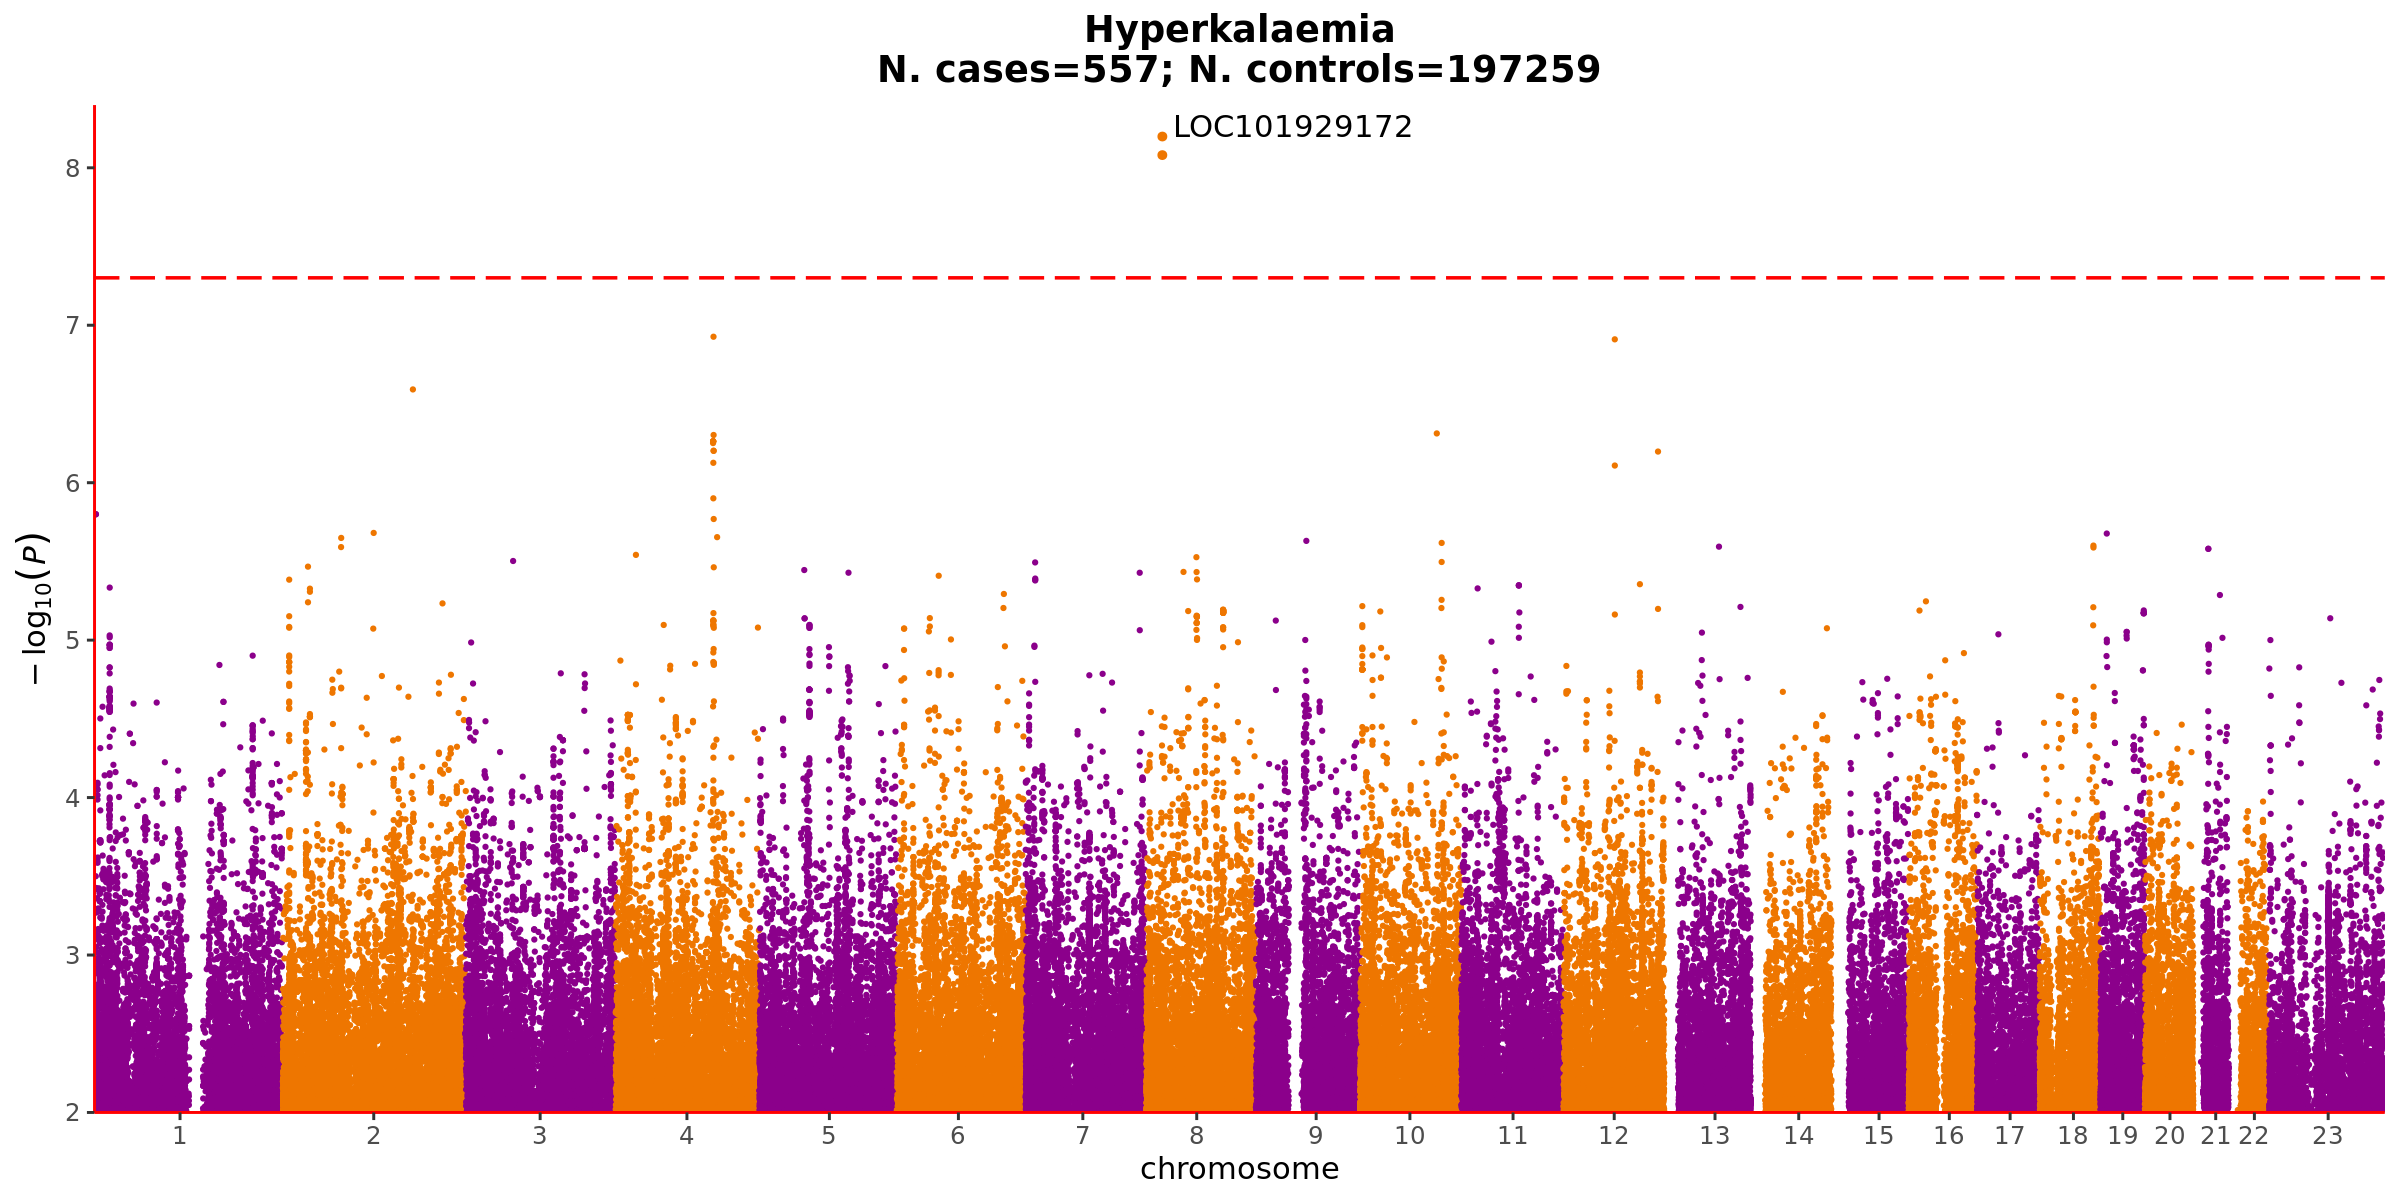 Hyperkalaemia
N. cases=557; N. controls=197259
LOC101929172
8
7
6
5
4
3
2
−log10(P)
1 2 3 4 5 6 7 8 9 10 11 12 13 14 15 16 17 18 19 20 21 22 23
chromosome